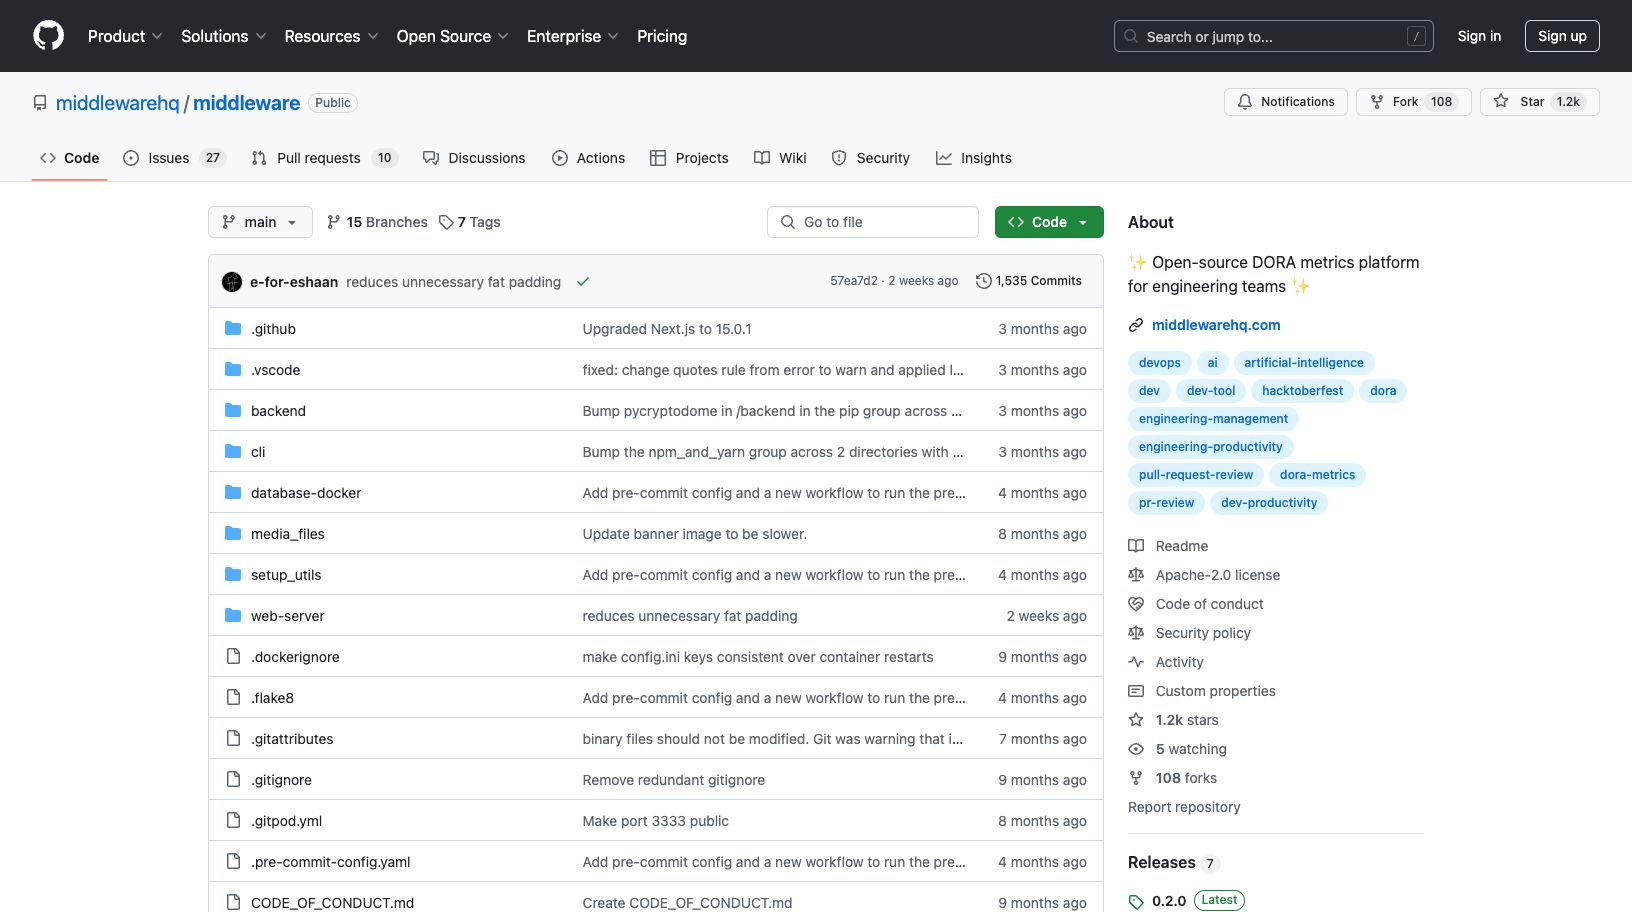 Product Solutions Resources Open Source Enterprise Pricing Search or jump to... / Sign in Sign up
middlewarehq / middleware Public Notifications Fork 108 Star 1.2k
Code Issues 27 Pull requests 10 Discussions Actions Projects Wiki Security Insights
main 15 Branches 7 Tags Go to file Code
e-for-eshaan reduces unnecessary fat padding 57ea7d2 · 2 weeks ago 1,535 Commits
.github Upgraded Next.js to 15.0.1 3 months ago
.vscode fixed: change quotes rule from error to warn and applied l... 3 months ago
backend Bump pycryptodome in /backend in the pip group across ... 3 months ago
cli Bump the npm_and_yarn group across 2 directories with ... 3 months ago
database-docker Add pre-commit config and a new workflow to run the pre... 4 months ago
media_files Update banner image to be slower. 8 months ago
setup_utils Add pre-commit config and a new workflow to run the pre... 4 months ago
web-server reduces unnecessary fat padding 2 weeks ago
.dockerignore make config.ini keys consistent over container restarts 9 months ago
.flake8 Add pre-commit config and a new workflow to run the pre... 4 months ago
.gitattributes binary files should not be modified. Git was warning that i... 7 months ago
.gitignore Remove redundant gitignore 9 months ago
.gitpod.yml Make port 3333 public 8 months ago
.pre-commit-config.yaml Add pre-commit config and a new workflow to run the pre... 4 months ago
CODE_OF_CONDUCT.md Create CODE_OF_CONDUCT.md 9 months ago
About
✨ Open-source DORA metrics platform
for engineering teams ✨
middlewarehq.com
devops ai artificial-intelligence
dev dev-tool hacktoberfest dora
engineering-management
engineering-productivity
pull-request-review dora-metrics
pr-review dev-productivity
Readme
Apache-2.0 license
Code of conduct
Security policy
Activity
Custom properties
1.2k stars
5 watching
108 forks
Report repository
Releases 7
0.2.0 Latest